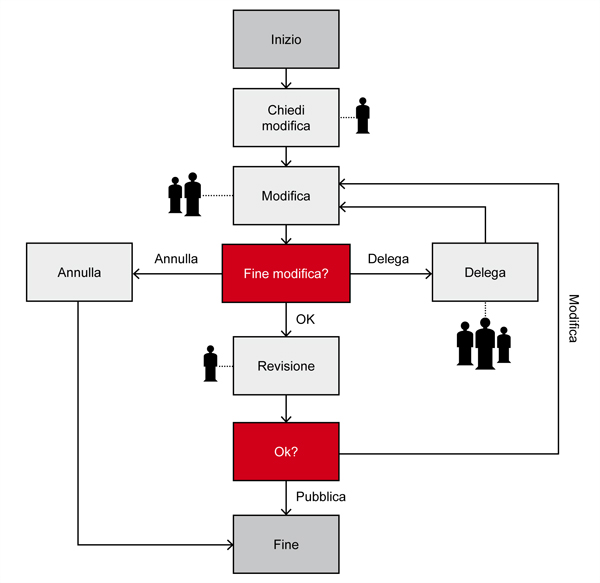 Inizio
Chiedi
modifica
Modifica
Annulla
Annulla
Fine modifica?
Delega
Delega
OK
Modifica
Revisione
Ok?
Pubblica
Fine